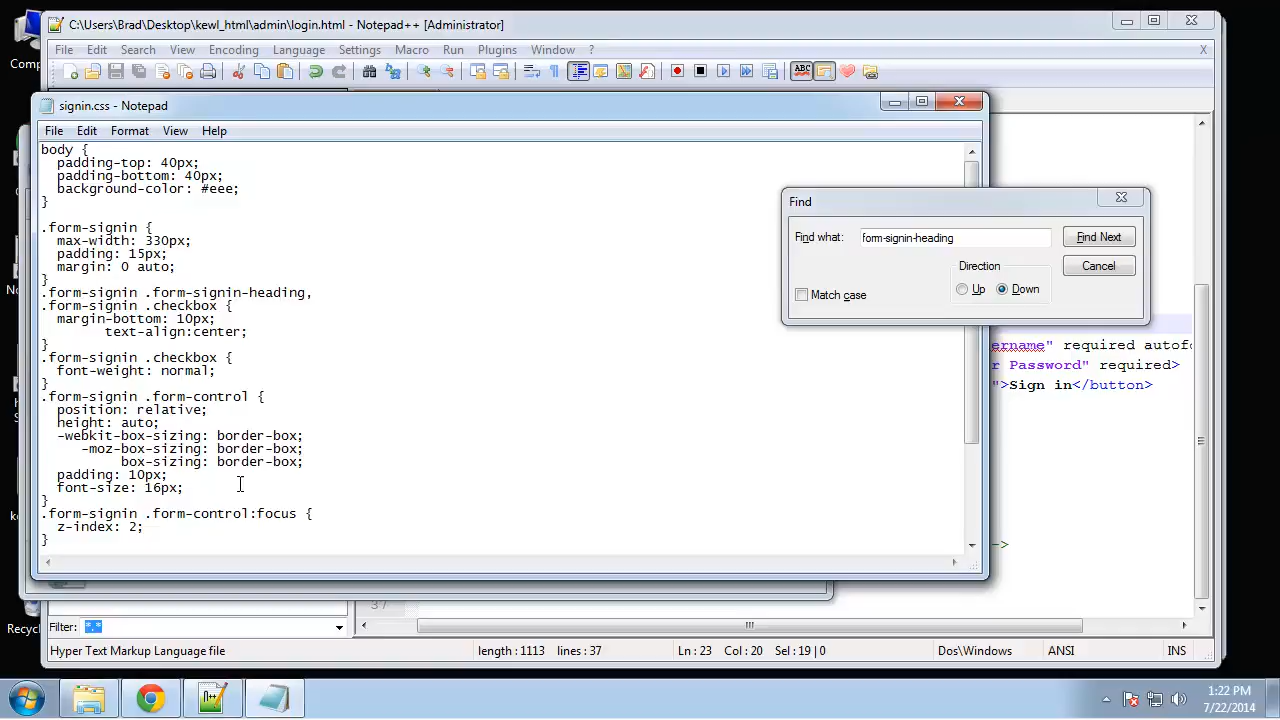 Comp
C:\Users\Brad\Desktop\kewl_html\admin\login.html - Notepad++ [Administrator]
File Edit Search View Encoding Language Settings Macro Run Plugins Window ? X
ABC
signin.css - Notepad
File Edit Format View Help
body {
  padding-top: 40px;
  padding-bottom: 40px;
  background-color: #eee;
}
.form-signin {
  max-width: 330px;
  padding: 15px;
  margin: 0 auto;
}
.form-signin .form-signin-heading,
.form-signin .checkbox {
  margin-bottom: 10px;
        text-align:center;
}
.form-signin .checkbox {
  font-weight: normal;
}
.form-signin .form-control {
  position: relative;
  height: auto;
  -webkit-box-sizing: border-box;
     -moz-box-sizing: border-box;
          box-sizing: border-box;
  padding: 10px;
  font-size: 16px;
}
.form-signin .form-control:focus {
  z-index: 2;
}
Find
Find what: form-signin-heading Find Next
Direction Cancel
Up Down
Match case
ername" required autofo
r Password" required>
">Sign in</button>
->
37
Recyc
Filter: *.*
Hyper Text Markup Language file length : 1113 lines : 37 Ln : 23 Col : 20 Sel : 19 | 0 Dos\Windows ANSI INS
1:22 PM
7/22/2014